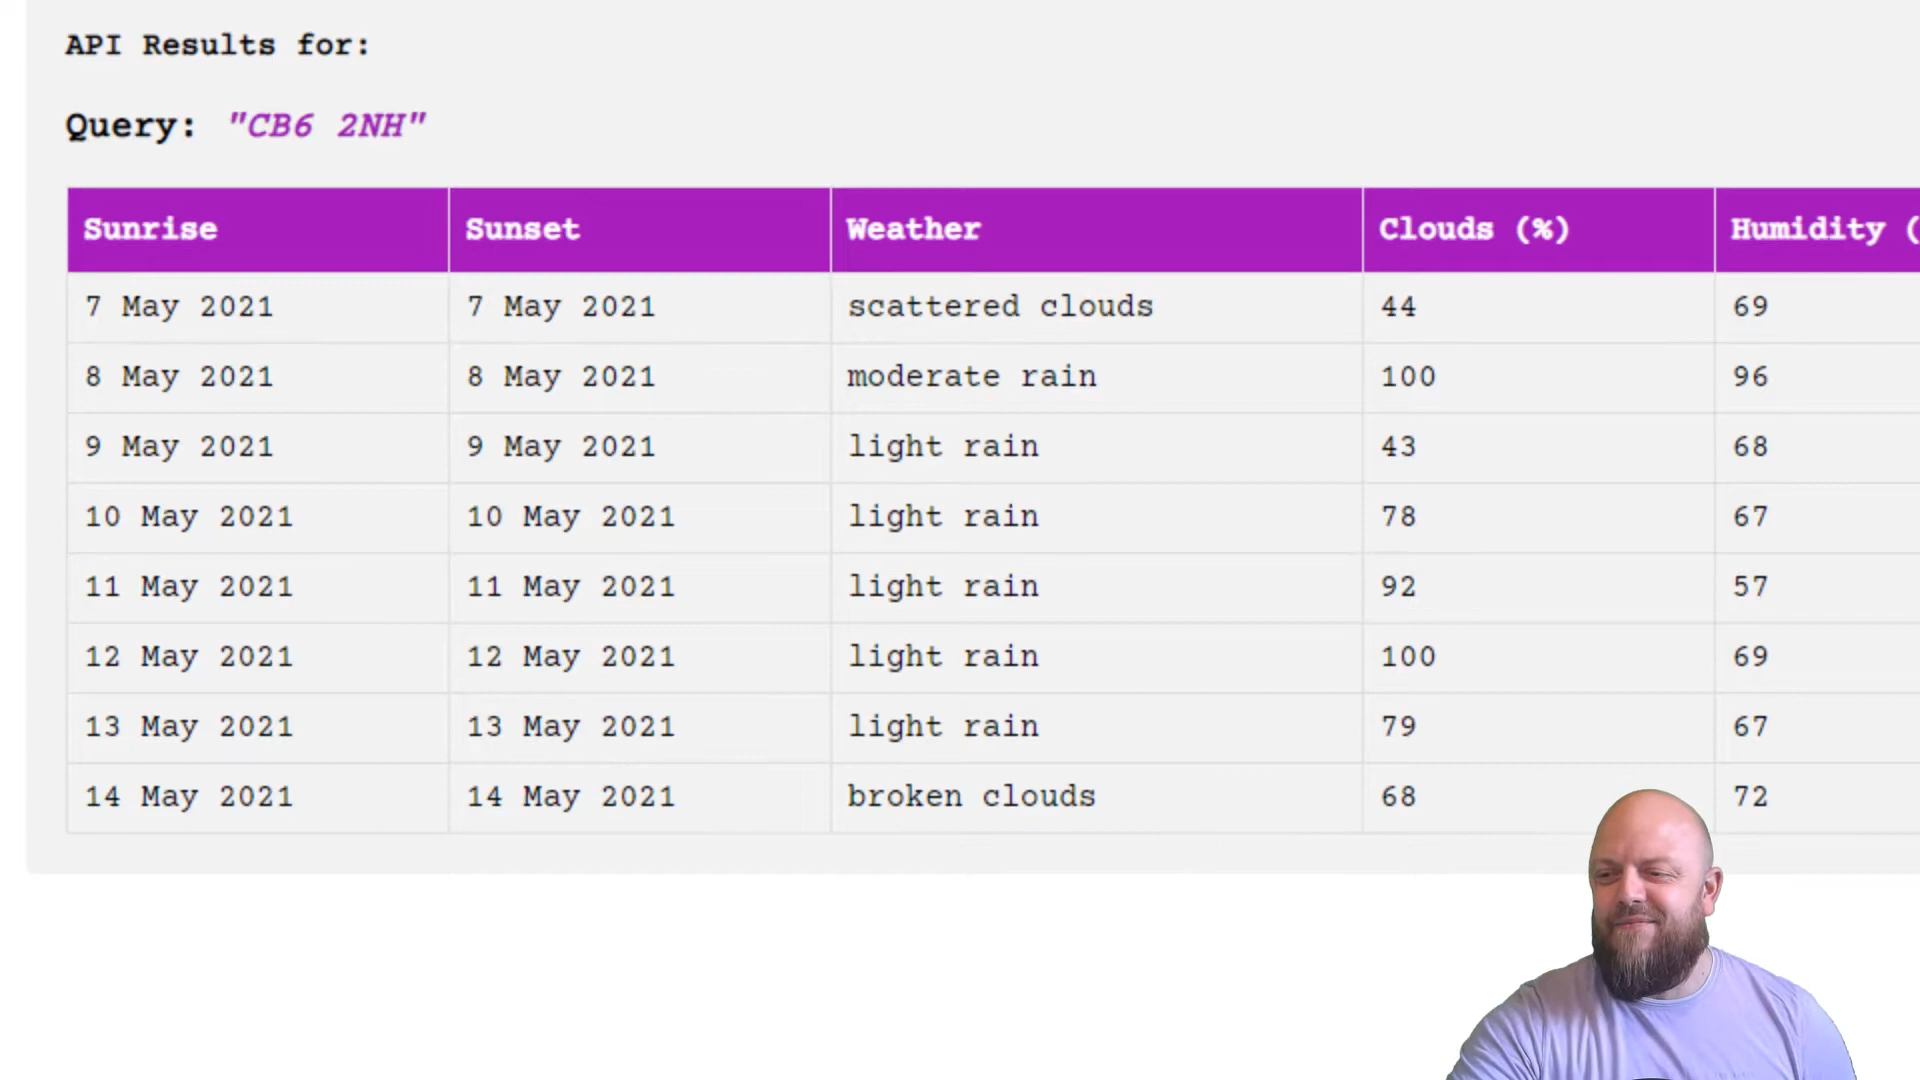 API Results for:
Query: "CB6 2NH"
Sunrise Sunset Weather Clouds (%) Humidity (
7 May 2021 7 May 2021 scattered clouds 44 69
8 May 2021 8 May 2021 moderate rain 100 96
9 May 2021 9 May 2021 light rain 43 68
10 May 2021 10 May 2021 light rain 78 67
11 May 2021 11 May 2021 light rain 92 57
12 May 2021 12 May 2021 light rain 100 69
13 May 2021 13 May 2021 light rain 79 67
14 May 2021 14 May 2021 broken clouds 68 72